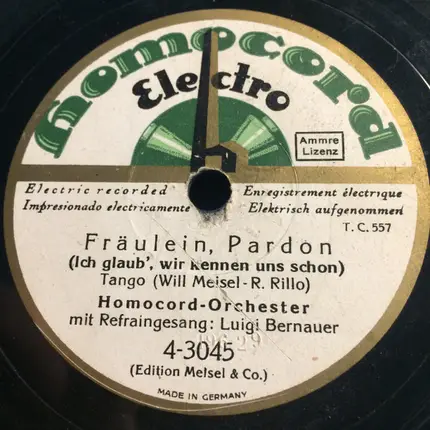 Homocord
Electro
Ammre
Lizenz
Electric recorded Enregistrement électrique
Impresionado electricamente Elektrisch aufgenommen
T. C. 557
Fräulein, Pardon
(Ich glaub', wir kennen uns schon)
Tango (Will Meisel - R. Rillo)
Homocord-Orchester
mit Refraingesang: Luigi Bernauer
4-3045
(Edition Meisel & Co.)
MADE IN GERMANY